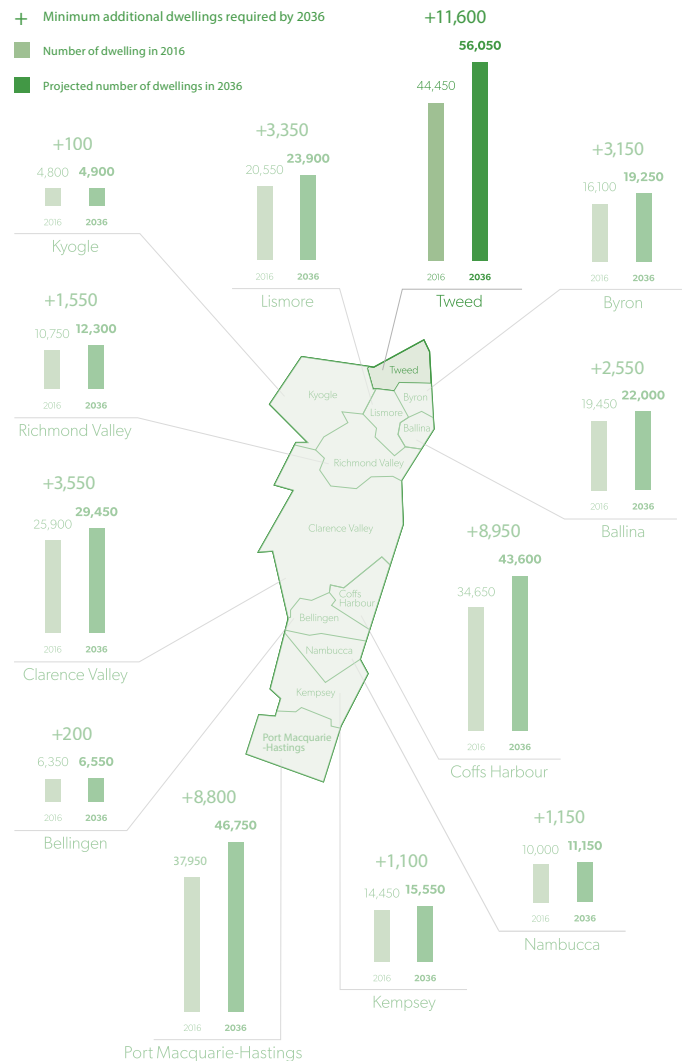 + Minimum additional dwellings required by 2036
Number of dwelling in 2016
Projected number of dwellings in 2036
+11,600
44,450
56,050
2016
2036
Tweed
+100
4,800
4,900
2016
2036
Kyogle
+3,350
20,550
23,900
2016
2036
Lismore
+3,150
16,100
19,250
2016
2036
Byron
+1,550
10,750
12,300
2016
2036
Richmond Valley
+2,550
19,450
22,000
2016
2036
Ballina
+3,550
25,900
29,450
2016
2036
Clarence Valley
+8,950
34,650
43,600
2016
2036
Coffs Harbour
+200
6,350
6,550
2016
2036
Bellingen
+8,800
37,950
46,750
2016
2036
Port Macquarie-Hastings
+1,100
14,450
15,550
2016
2036
Kempsey
+1,150
10,000
11,150
2016
2036
Nambucca
Tweed
Kyogle
Byron
Lismore
Ballina
Richmond Valley
Clarence Valley
Coffs
Harbour
Bellingen
Nambucca
Kempsey
Port Macquarie
-Hastings